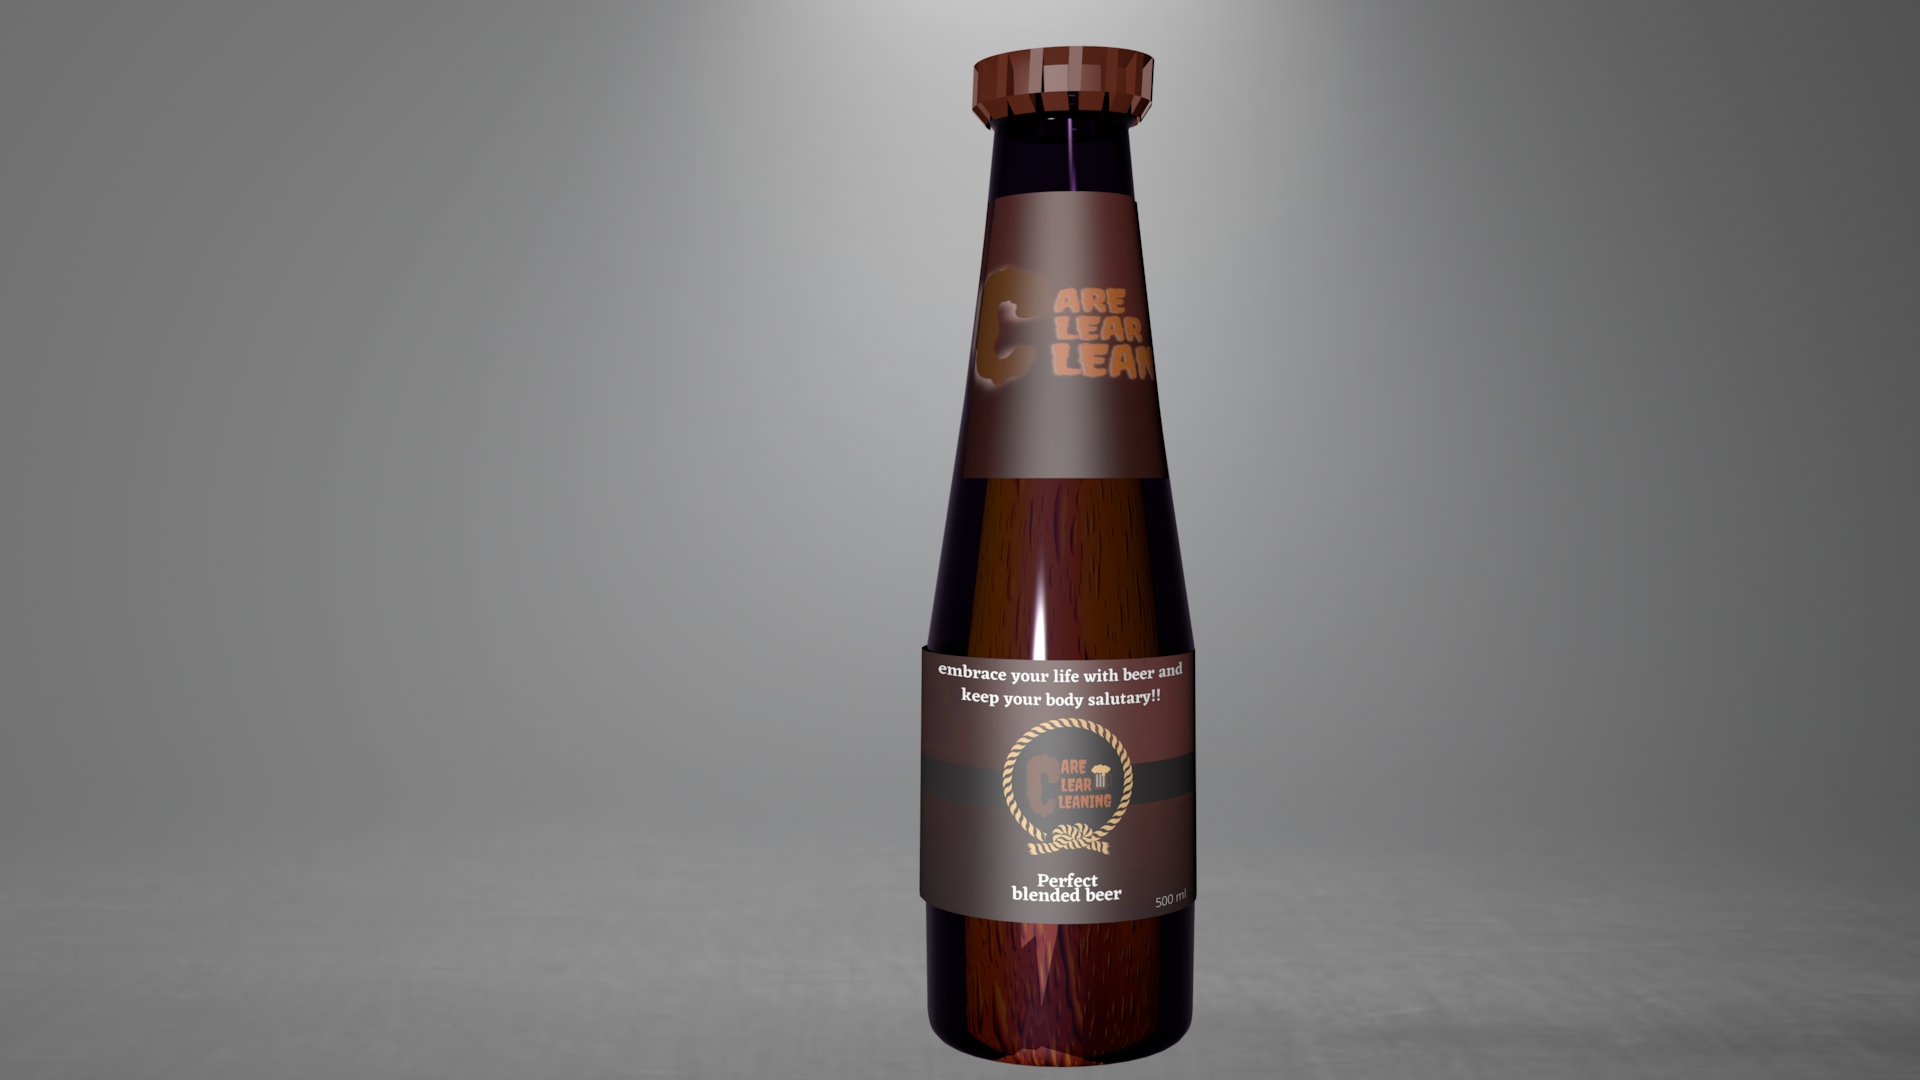 C ARE
LEAR
LEAN
embrace your life with beer and
keep your body salutary!!
C ARE
LEAR
LEANING
Perfect
blended beer
500 ml